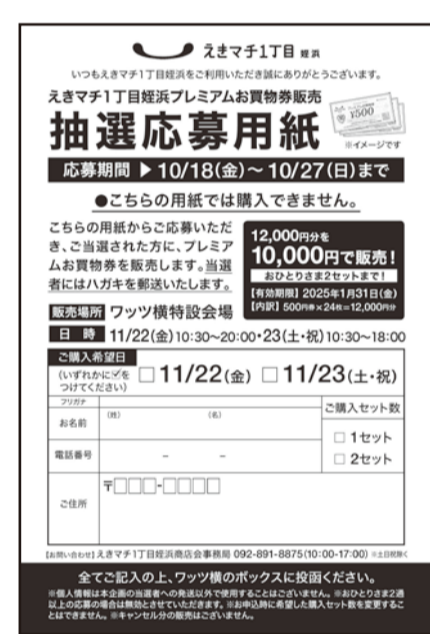 えきマチ1丁目 姪浜
いつもえきマチ1丁目姪浜をご利用いただき誠にありがとうございます。
えきマチ1丁目姪浜プレミアムお買物券販売
抽選応募用紙
¥500
※イメージです
応募期間 ▶ 10/18(金)～10/27(日)まで
●こちらの用紙では購入できません。
こちらの用紙からご応募いただ
き、ご当選された方に、プレミア
ムお買物券を販売します。当選
者にはハガキを郵送いたします。
12,000円分を
10,000円で販売！
おひとりさま2セットまで！
【有効期限】2025年1月31日(金)
【内訳】500円券×24枚=12,000円分
販売場所 ワッツ横特設会場
日 時 11/22(金)10:30~20:00・23(土・祝)10:30~18:00
ご購入希望日
(いずれかに☑を
つけてください)
□11/22(金) □11/23(土・祝)
フリガナ
お名前
(姓) (名)
ご購入セット数
□ 1セット
□ 2セット
電話番号 － －
ご住所
〒□□□-□□□□
【お問い合わせ】えきマチ1丁目姪浜商店会事務局 092-891-8875(10:00-17:00) ※土日祝除く
全てご記入の上、ワッツ横のボックスに投函ください。
※個人情報は本企画の当選者への発送以外で使用することはございません。※おひとりさま2通
以上の応募の場合は無効とさせていただきます。※お申込時に希望した購入セット数を変更するこ
とはできません。※キャンセル分の販売はございません。